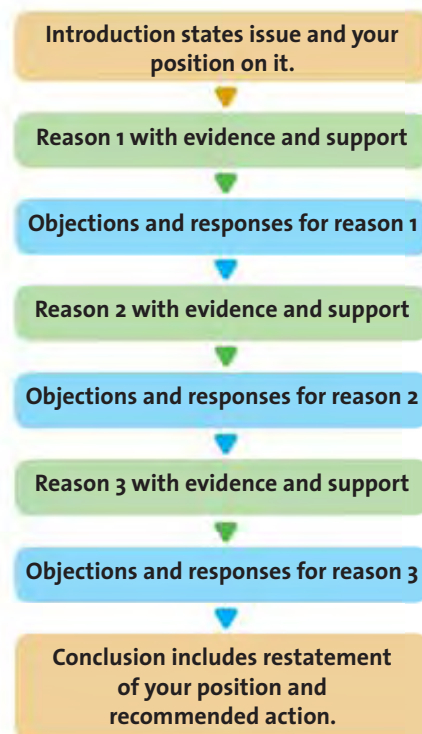 Introduction states issue and your
position on it.
Reason 1 with evidence and support
Objections and responses for reason 1
Reason 2 with evidence and support
Objections and responses for reason 2
Reason 3 with evidence and support
Objections and responses for reason 3
Conclusion includes restatement
of your position and
recommended action.